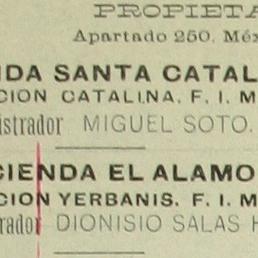 PROPIETA
Apartado 250. Méx
NDA SANTA CATAL
CION CATALINA. F. I. M
istrador MIGUEL SOTO.
CIENDA EL ALAMO
CION YERBANIS. F. I. M
rador DIONISIO SALAS H